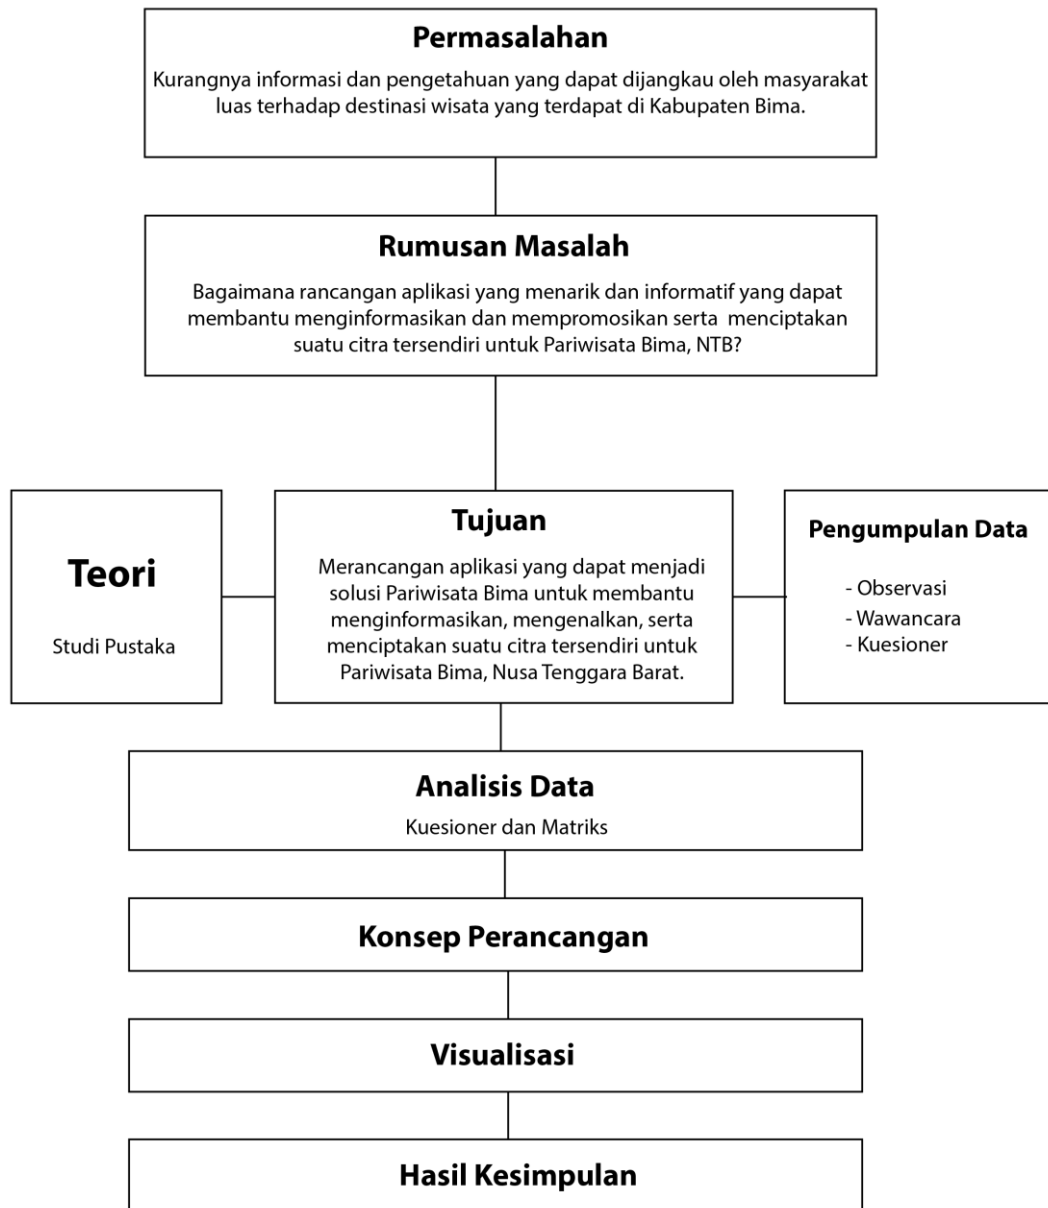 Permasalahan
Kurangnya informasi dan pengetahuan yang dapat dijangkau oleh masyarakat
luas terhadap destinasi wisata yang terdapat di Kabupaten Bima.
Rumusan Masalah
Bagaimana rancangan aplikasi yang menarik dan informatif yang dapat
membantu menginformasikan dan mempromosikan serta menciptakan
suatu citra tersendiri untuk Pariwisata Bima, NTB?
Teori
Studi Pustaka
Tujuan
Merancangan aplikasi yang dapat menjadi
solusi Pariwisata Bima untuk membantu
menginformasikan, mengenalkan, serta
menciptakan suatu citra tersendiri untuk
Pariwisata Bima, Nusa Tenggara Barat.
Pengumpulan Data
- Observasi
- Wawancara
- Kuesioner
Analisis Data
Kuesioner dan Matriks
Konsep Perancangan
Visualisasi
Hasil Kesimpulan